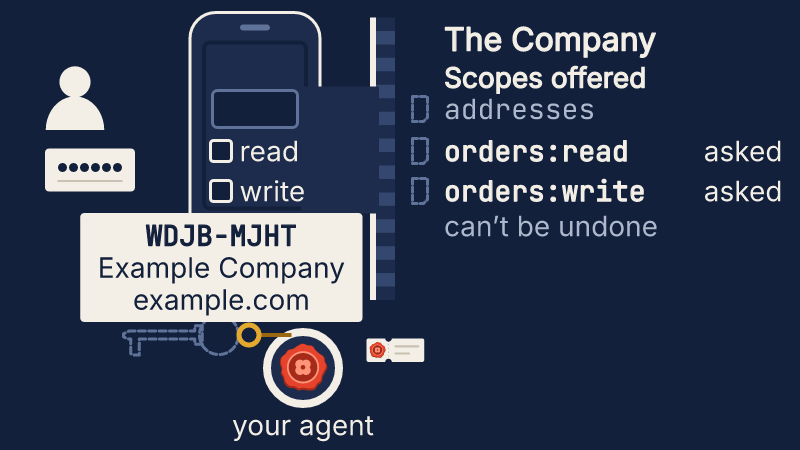 The Company
Scopes offered
addresses
orders:read asked
orders:write asked
can’t be undone
read
write
WDJB-MJHT
Example Company
example.com
your agent